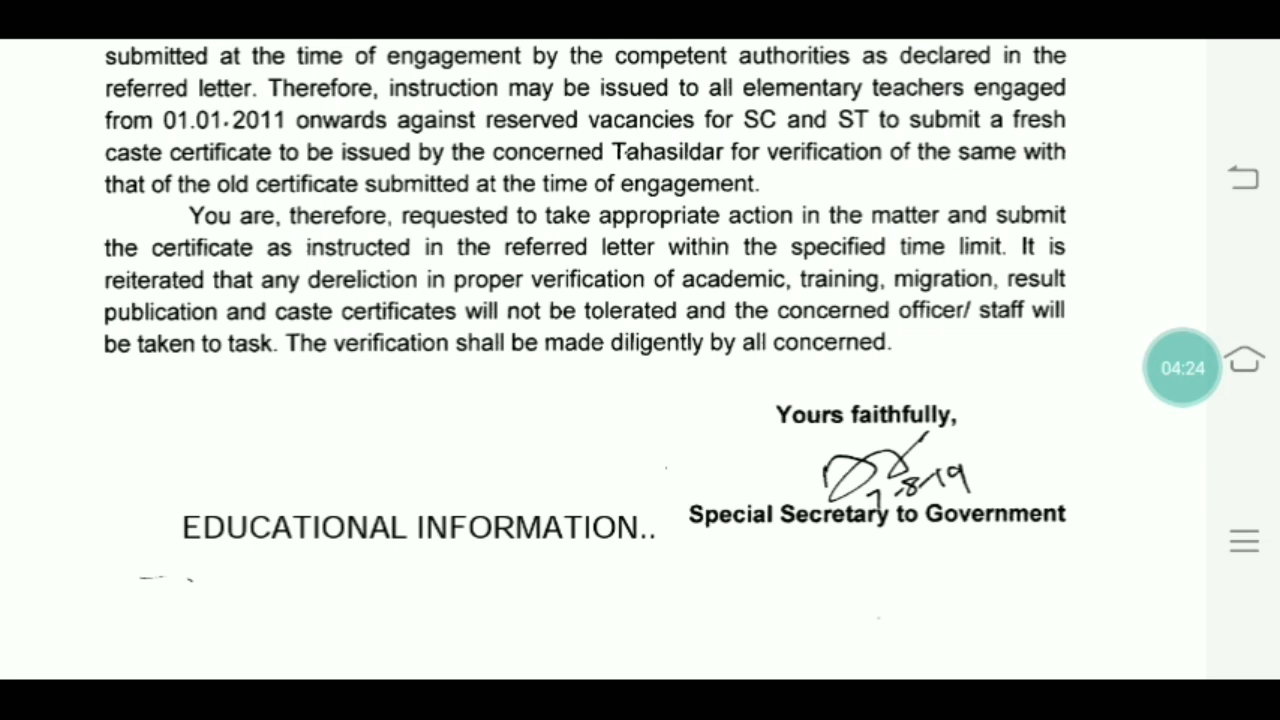 submitted at the time of engagement by the competent authorities as declared in the
referred letter. Therefore, instruction may be issued to all elementary teachers engaged
from 01.01.2011 onwards against reserved vacancies for SC and ST to submit a fresh
caste certificate to be issued by the concerned Tahasildar for verification of the same with
that of the old certificate submitted at the time of engagement.
You are, therefore, requested to take appropriate action in the matter and submit
the certificate as instructed in the referred letter within the specified time limit. It is
reiterated that any dereliction in proper verification of academic, training, migration, result
publication and caste certificates will not be tolerated and the concerned officer/ staff will
be taken to task. The verification shall be made diligently by all concerned.
04:24
Yours faithfully,
7-8-19
Special Secretary to Government
EDUCATIONAL INFORMATION..